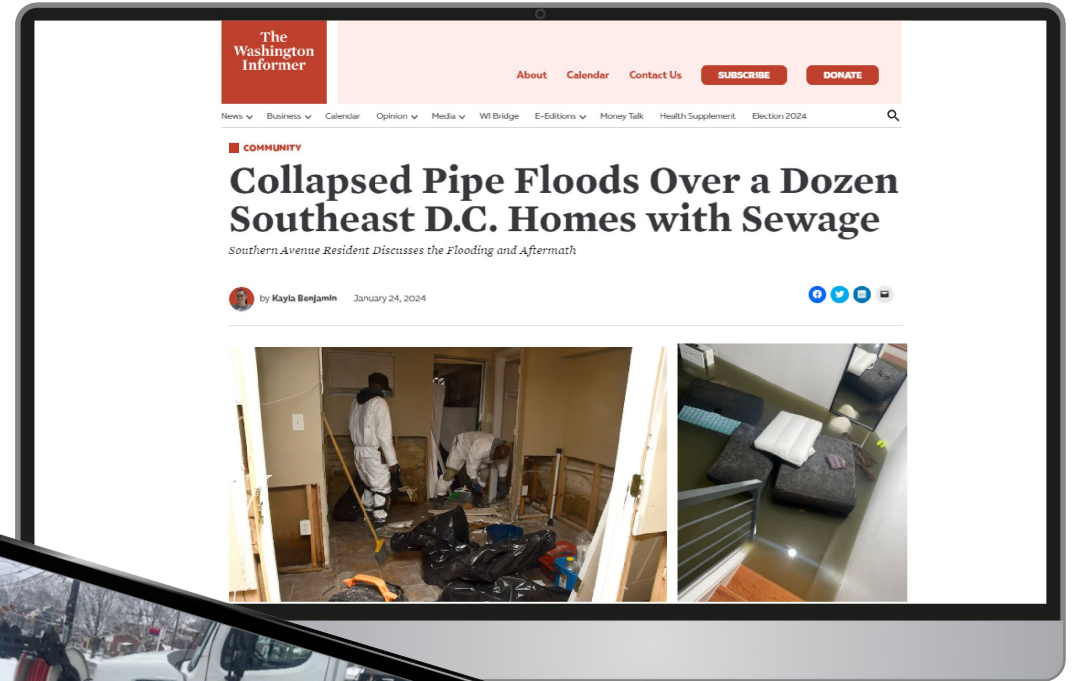 The
Washington
Informer
About Calendar Contact Us SUBSCRIBE DONATE
News Business Calendar Opinion Media WI Bridge E-Editions Money Talk Health Supplement Election 2024
COMMUNITY
Collapsed Pipe Floods Over a Dozen
Southeast D.C. Homes with Sewage
Southern Avenue Resident Discusses the Flooding and Aftermath
by Kayla Benjamin January 24, 2024